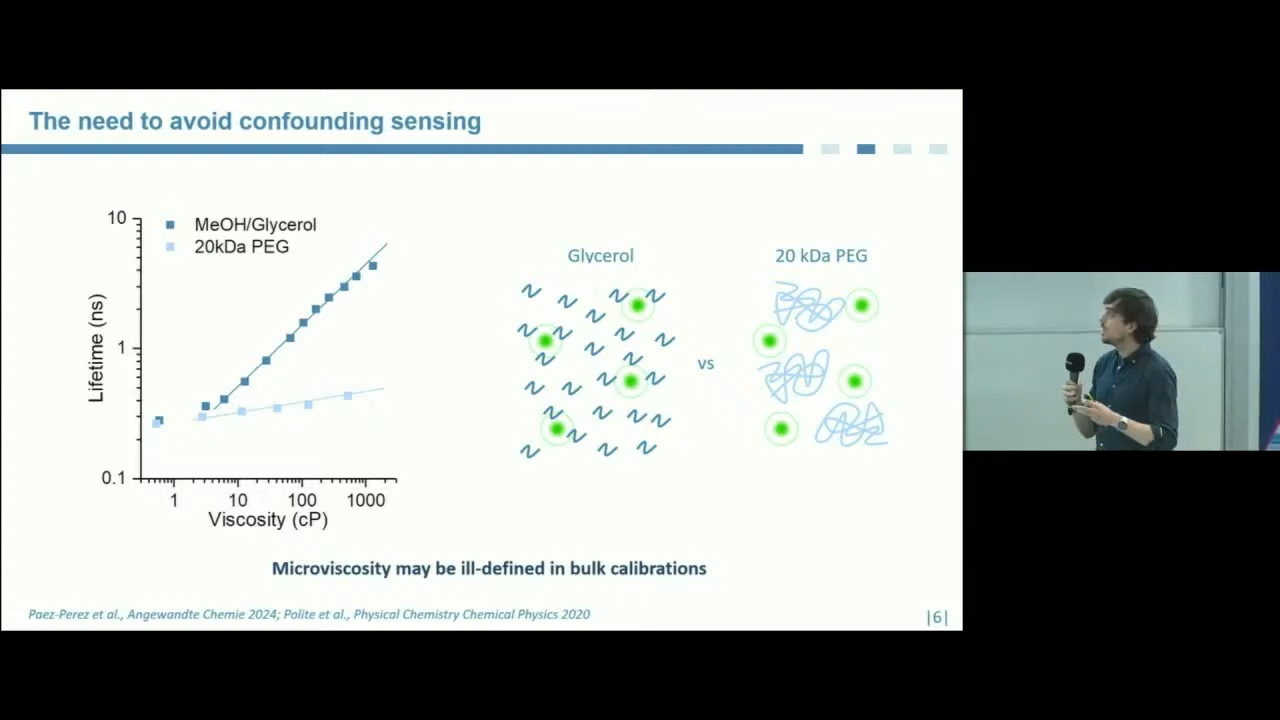 The need to avoid confounding sensing
10
MeOH/Glycerol
20kDa PEG
1
0.1
Lifetime (ns)
1
10
100
1000
Viscosity (cP)
Glycerol
vs
20 kDa PEG
Microviscosity may be ill-defined in bulk calibrations
Paez-Perez et al., Angewandte Chemie 2024; Polite et al., Physical Chemistry Chemical Physics 2020
|6|